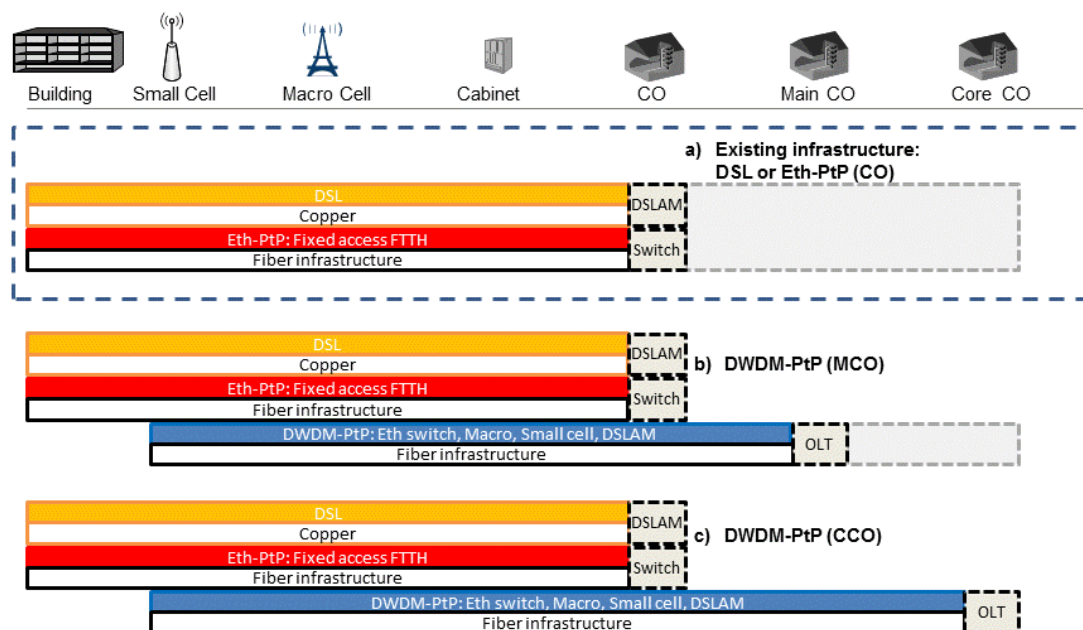 Building Small Cell Macro Cell Cabinet CO Main CO Core CO
a) Existing infrastructure:
DSL or Eth-PtP (CO)
DSL
DSLAM
Copper
Eth-PtP: Fixed access FTTH
Switch
Fiber infrastructure
DSL
DSLAM
b) DWDM-PtP (MCO)
Copper
Eth-PtP: Fixed access FTTH
Switch
Fiber infrastructure
DWDM-PtP: Eth switch, Macro, Small cell, DSLAM
OLT
Fiber infrastructure
DSL
DSLAM
c) DWDM-PtP (CCO)
Copper
Eth-PtP: Fixed access FTTH
Switch
Fiber infrastructure
DWDM-PtP: Eth switch, Macro, Small cell, DSLAM
OLT
Fiber infrastructure